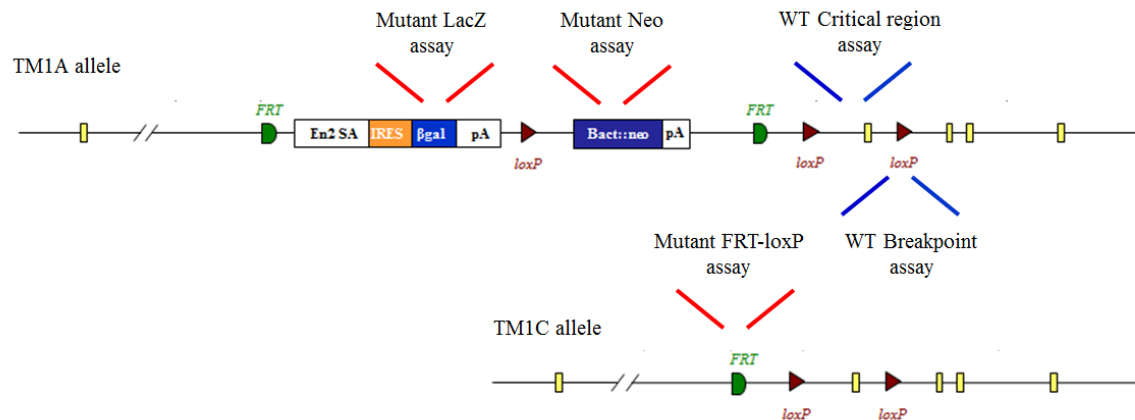 Mutant LacZ
assay
Mutant Neo
assay
WT Critical region
assay
TM1A allele
FRT
En2 SA IRES βgal pA
loxP
Bact::neo pA
FRT
loxP
loxP
Mutant FRT-loxP
assay
WT Breakpoint
assay
TM1C allele
FRT
loxP
loxP